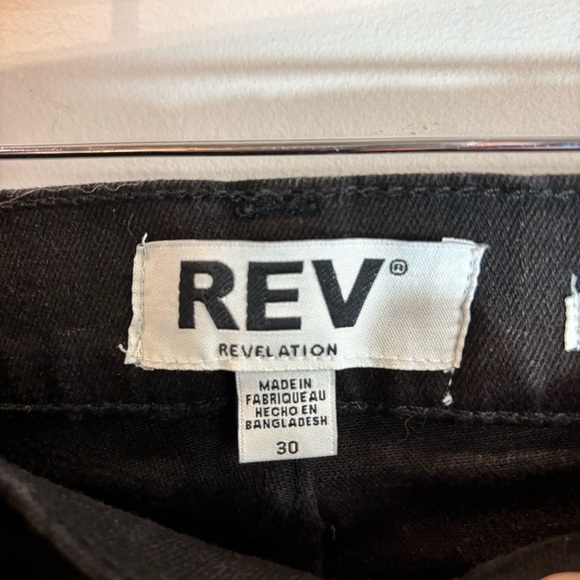 REV®
REVELATION
MADE IN
FABRIQUE AU
HECHO EN
BANGLADESH
30